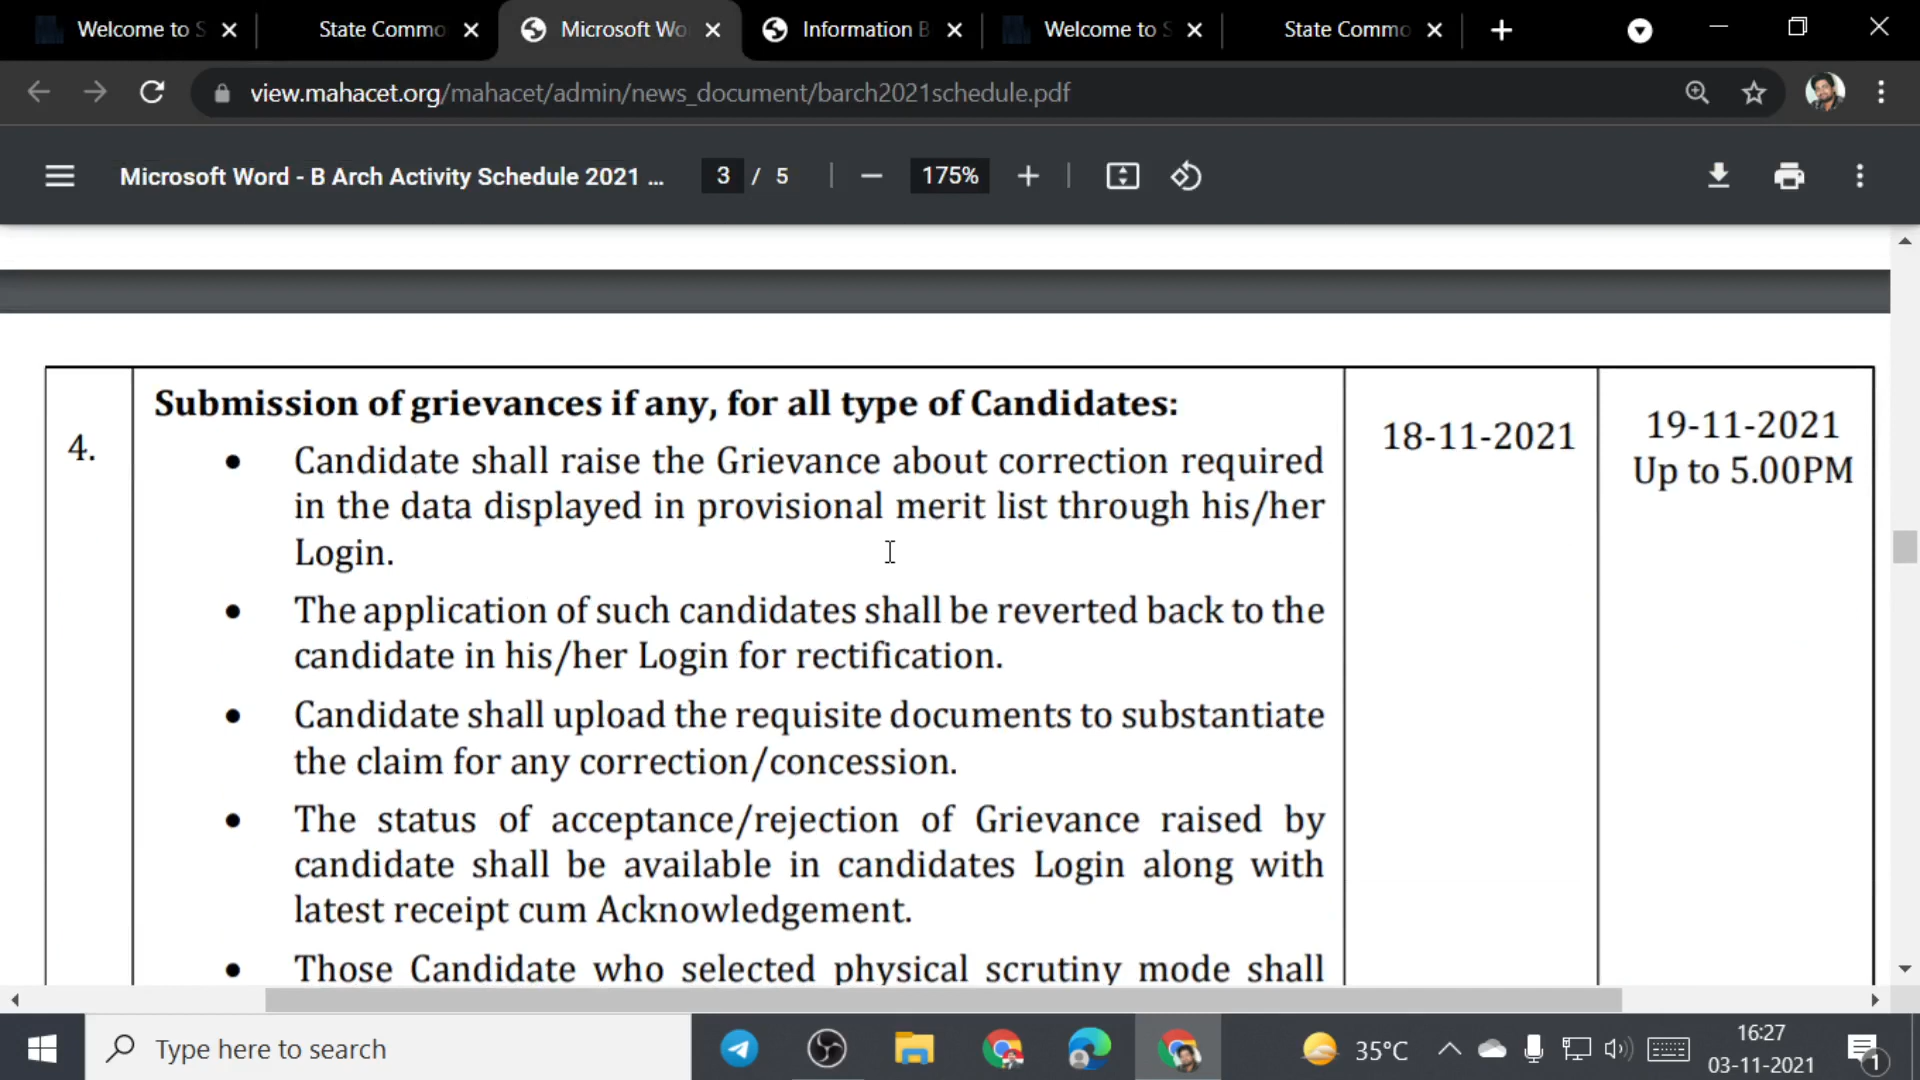 Welcome to S
State Commo
Microsoft Wo
Information B
Welcome to S
State Commo
view.mahacet.org/mahacet/admin/news_document/barch2021schedule.pdf
Microsoft Word - B Arch Activity Schedule 2021 ...
3 / 5
175%
4.
Submission of grievances if any, for all type of Candidates:
18-11-2021
19-11-2021
Up to 5.00PM
• Candidate shall raise the Grievance about correction required
in the data displayed in provisional merit list through his/her
Login.
• The application of such candidates shall be reverted back to the
candidate in his/her Login for rectification.
• Candidate shall upload the requisite documents to substantiate
the claim for any correction/concession.
• The status of acceptance/rejection of Grievance raised by
candidate shall be available in candidates Login along with
latest receipt cum Acknowledgement.
• Those Candidate who selected physical scrutiny mode shall
Type here to search
35°C
16:27
03-11-2021
1